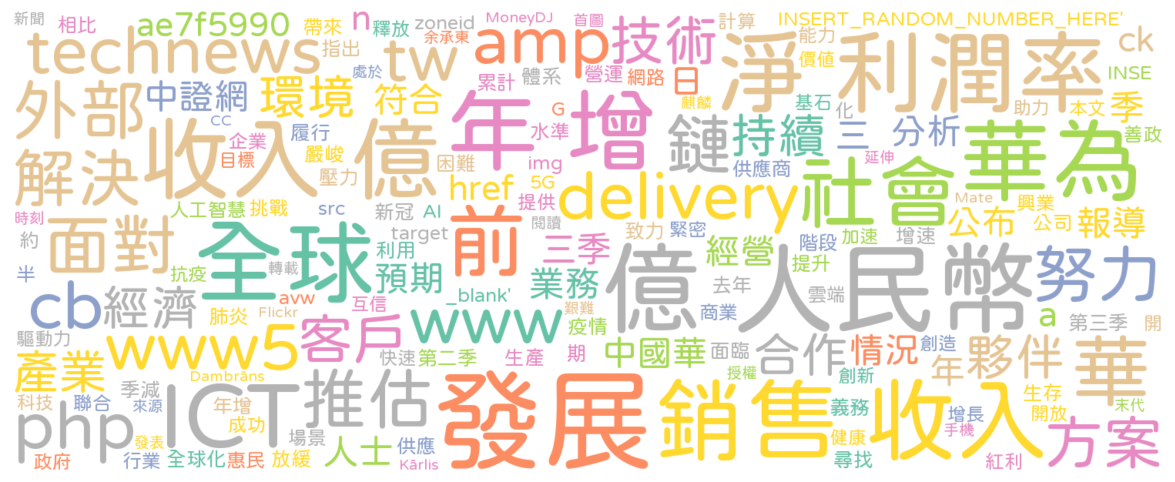 新聞 相比 ae7f5990 帶來 n 釋放 MoneyDJ 首圖 計算 INSERT_RANDOM_NUMBER_HERE'
technews 指出 余承東 zoneid amp 技術 能力 價值 淨利潤率 ck
處於 tw 累計 體系 營運 網路 日 INSE
外部 中證網 環境 符合 年增 G 麒麟 基石 助力 本文 季
cc 收入億 水準 鏈 持續 化 三 分析 善政
企業 履行 嚴峻 困難 img 供應商 延伸 華為
解決 目標 壓力 href 5G delivery 社會 Mate 興業
時刻 人工智慧 挑戰 src 新冠 AI 提供 閱讀 致力 緊密 公布 公司 報導
約 面對 全球 target 利用 前 三季 經營 階段 加速 增速
半 抗疫 轉載 預期 業務 提升 億人民幣 努力
cb 經濟 avw 互信 _blank' 艱難 去年 雲端
肺炎 Flickr www 疫情 商業 a 第三季 開
驅動力 www5 客戶 中國華 面臨 合作 情況 創造
產業 快速 第二季 生產 期 授權 年 夥伴 華
季減 Dambrāns ICT 推估 發展 銷售 創新 收入 生存
科技 聯合 來源 年增 義務 增長 開放 末代
php 成功 場景 健康 手機 方案
發表 人士 供應
政府 行業 全球化 惠民 放緩 Kārlis 尋找 紅利